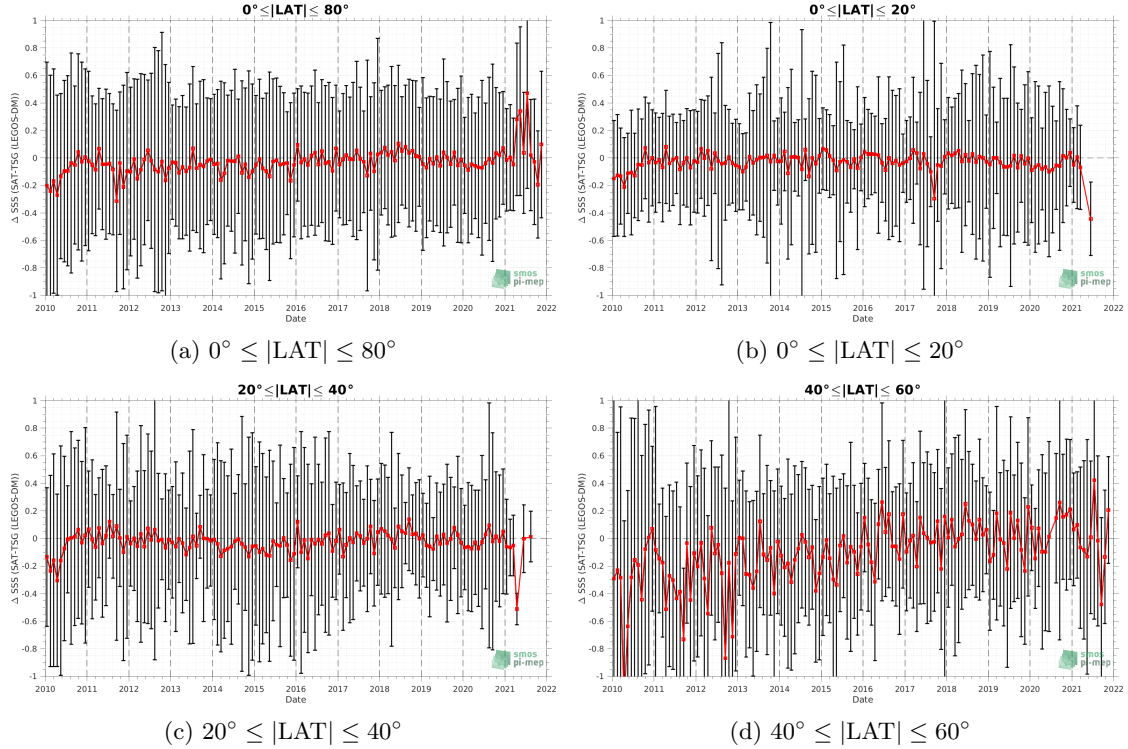 0°≤|LAT|≤ 80°
Δ SSS (SAT-TSG (LEGOS-DM))
1
0.8
0.6
0.4
0.2
0
-0.2
-0.4
-0.6
-0.8
-1
2010 2011 2012 2013 2014 2015 2016 2017 2018 2019 2020 2021 2022
Date
smos
pi-mep
(a) 0° ≤ |LAT| ≤ 80°
0°≤|LAT|≤ 20°
Δ SSS (SAT-TSG (LEGOS-DM))
1
0.8
0.6
0.4
0.2
0
-0.2
-0.4
-0.6
-0.8
-1
2010 2011 2012 2013 2014 2015 2016 2017 2018 2019 2020 2021 2022
Date
smos
pi-mep
(b) 0° ≤ |LAT| ≤ 20°
20°≤|LAT|≤ 40°
Δ SSS (SAT-TSG (LEGOS-DM))
1
0.8
0.6
0.4
0.2
0
-0.2
-0.4
-0.6
-0.8
-1
2010 2011 2012 2013 2014 2015 2016 2017 2018 2019 2020 2021 2022
Date
smos
pi-mep
(c) 20° ≤ |LAT| ≤ 40°
40°≤|LAT|≤ 60°
Δ SSS (SAT-TSG (LEGOS-DM))
1
0.8
0.6
0.4
0.2
0
-0.2
-0.4
-0.6
-0.8
-1
2010 2011 2012 2013 2014 2015 2016 2017 2018 2019 2020 2021 2022
Date
smos
pi-mep
(d) 40° ≤ |LAT| ≤ 60°